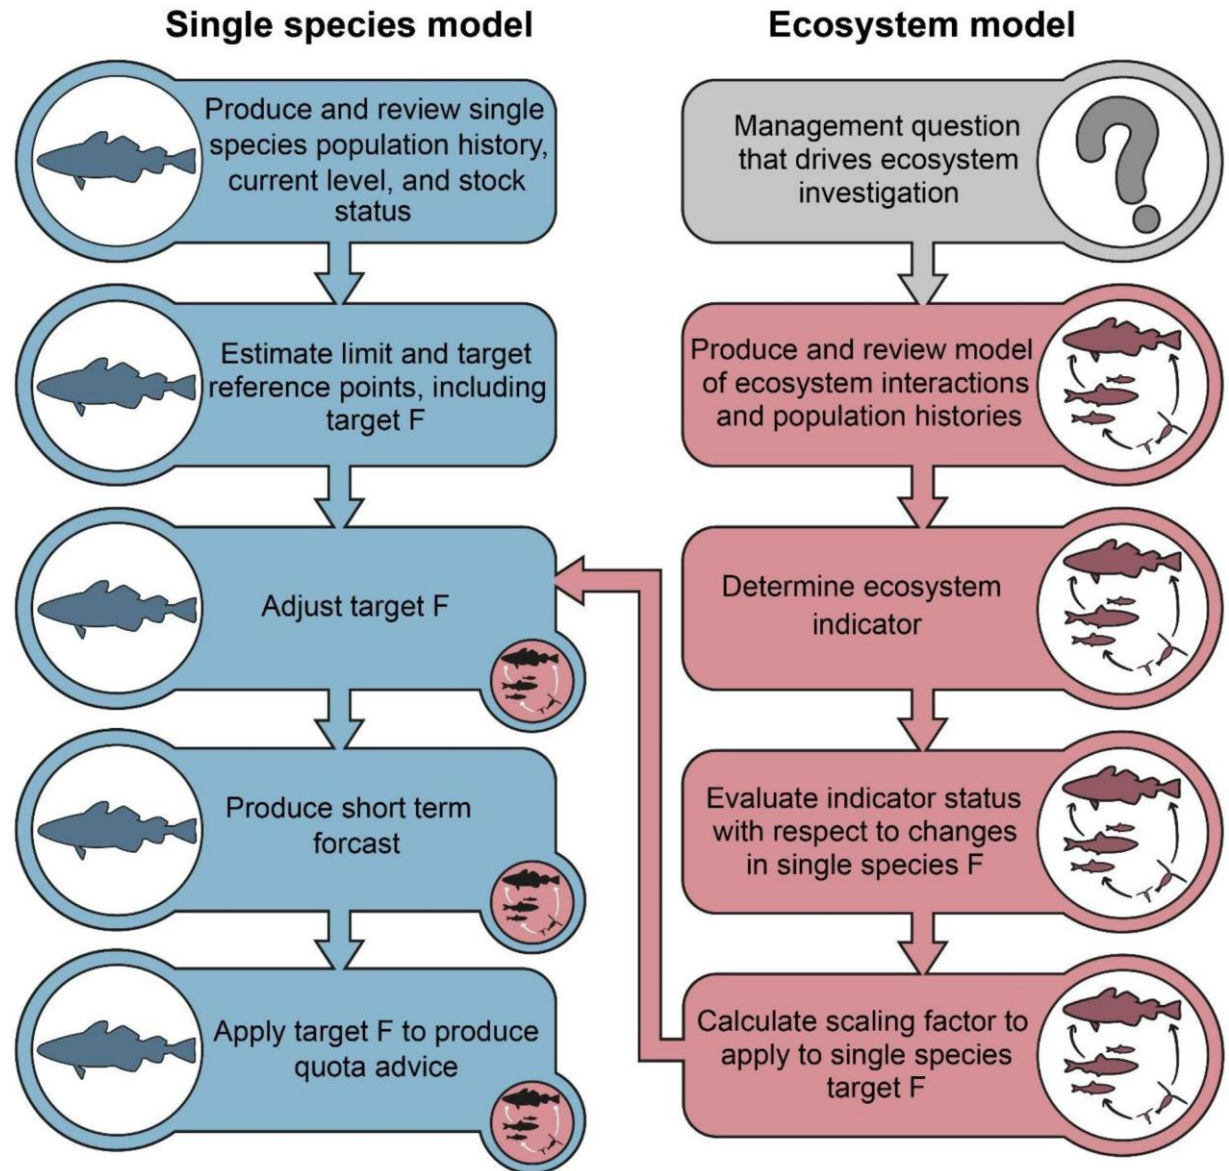 Single species model
Produce and review single
species population history,
current level, and stock
status
Estimate limit and target
reference points, including
target F
Adjust target F
Produce short term
forcast
Apply target F to produce
quota advice
Ecosystem model
Management question
that drives ecosystem
investigation
?
Produce and review model
of ecosystem interactions
and population histories
Determine ecosystem
indicator
Evaluate indicator status
with respect to changes
in single species F
Calculate scaling factor to
apply to single species
target F